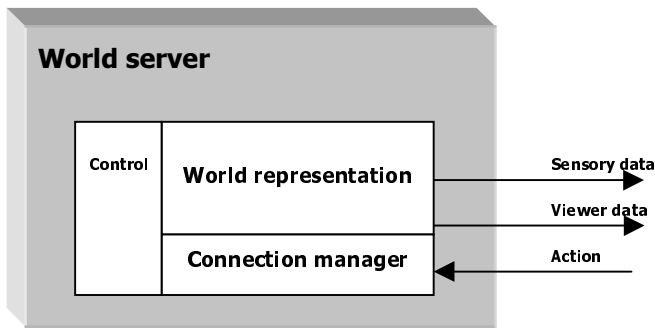 World server
Control
World representation
Connection manager
Sensory data
Viewer data
Action